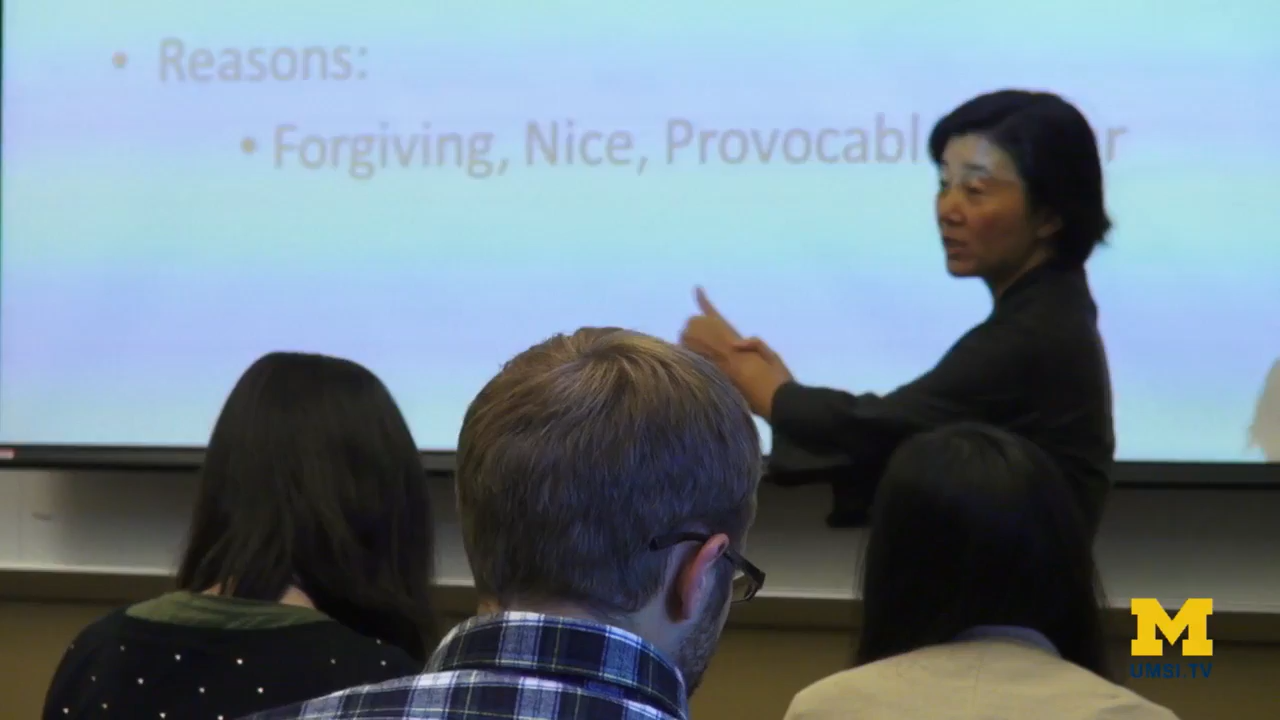 • Reasons:
• Forgiving, Nice, Provocabl
M
UMSI.TV